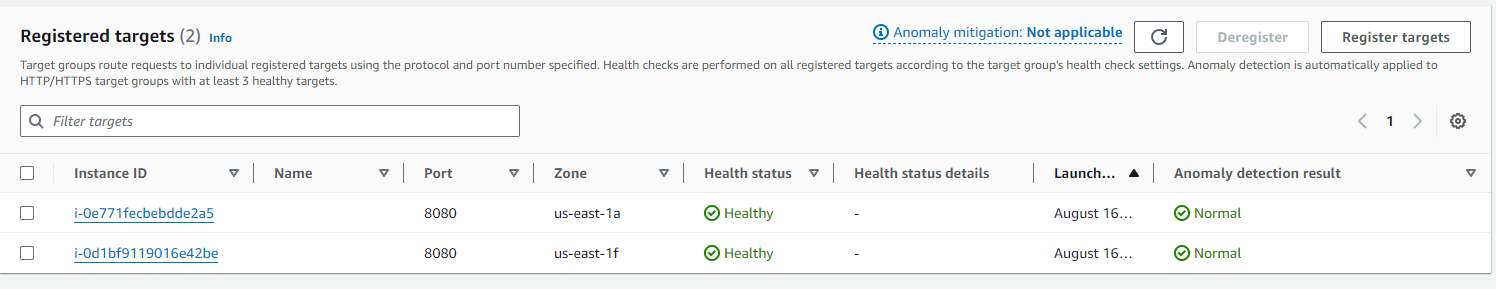 Registered targets (2) Info
Anomaly mitigation: Not applicable
Deregister
Register targets
Target groups route requests to individual registered targets using the protocol and port number specified. Health checks are performed on all registered targets according to the target group's health check settings. Anomaly detection is automatically applied to
HTTP/HTTPS target groups with at least 3 healthy targets.
Filter targets
1
Instance ID Name Port Zone Health status Health status details Launch... Anomaly detection result
i-0e771fecbebdde2a5 8080 us-east-1a Healthy - August 16... Normal
i-0d1bf9119016e42be 8080 us-east-1f Healthy - August 16... Normal